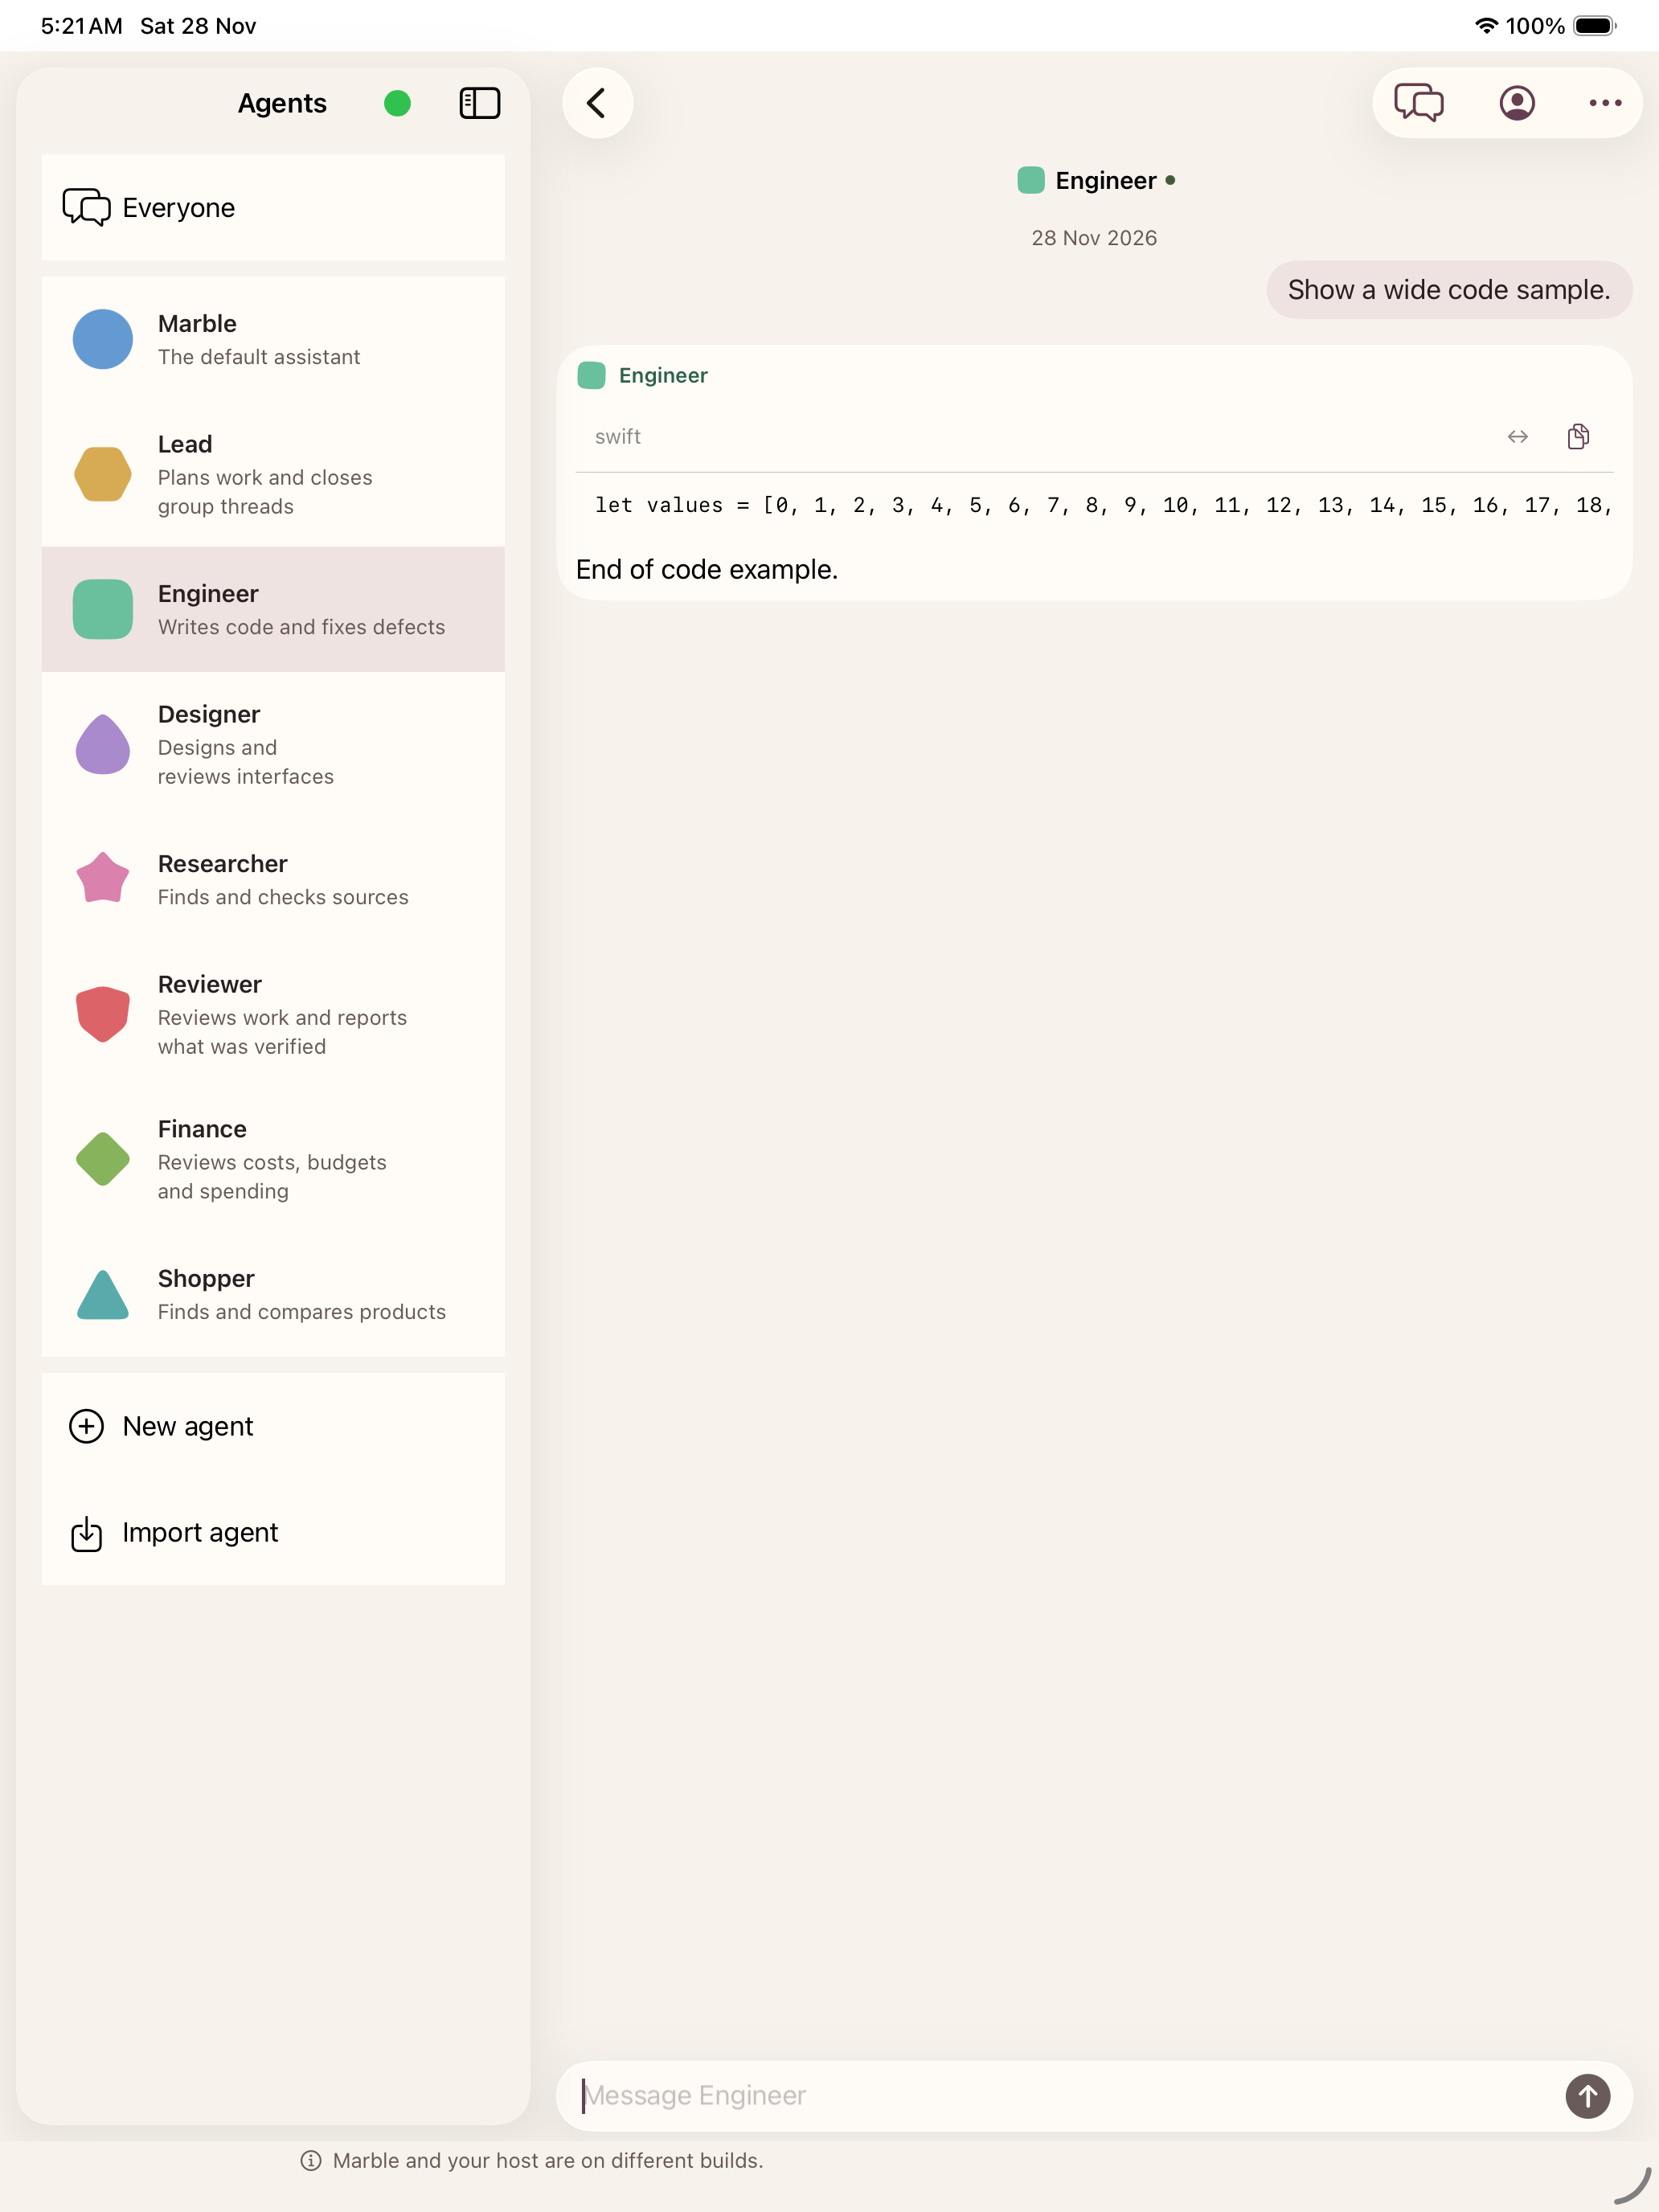 5:21 AM Sat 28 Nov
100%
Agents
Everyone
Marble
The default assistant
Lead
Plans work and closes
group threads
Engineer
Writes code and fixes defects
Designer
Designs and
reviews interfaces
Researcher
Finds and checks sources
Reviewer
Reviews work and reports
what was verified
Finance
Reviews costs, budgets
and spending
Shopper
Finds and compares products
New agent
Import agent
Engineer
28 Nov 2026
Show a wide code sample.
Engineer
swift
let values = [0, 1, 2, 3, 4, 5, 6, 7, 8, 9, 10, 11, 12, 13, 14, 15, 16, 17, 18,
End of code example.
Message Engineer
Marble and your host are on different builds.